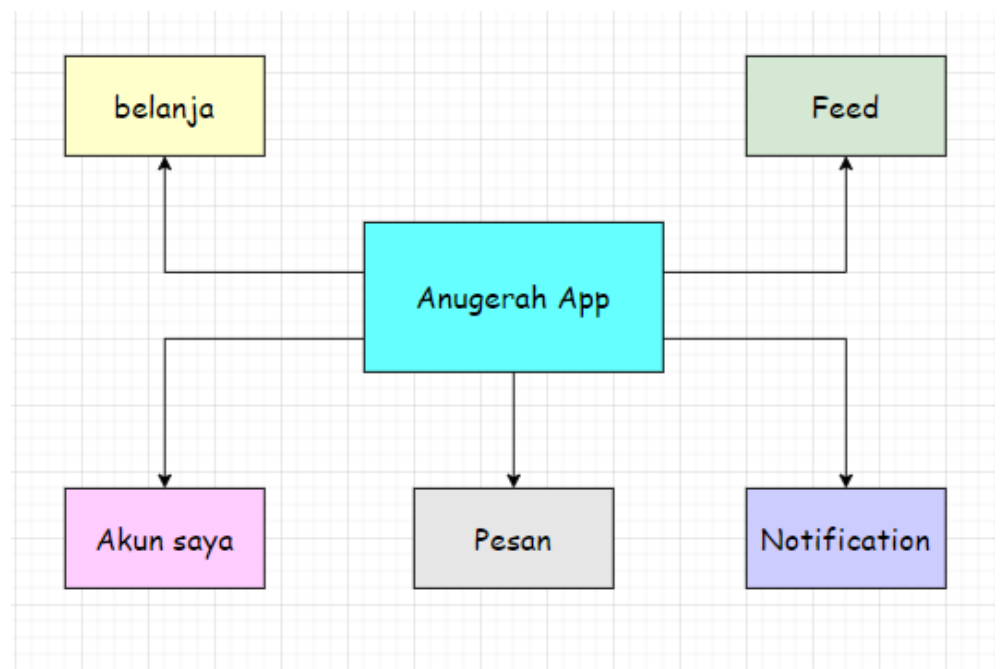 belanja
Feed
Anugerah App
Akun saya
Pesan
Notification